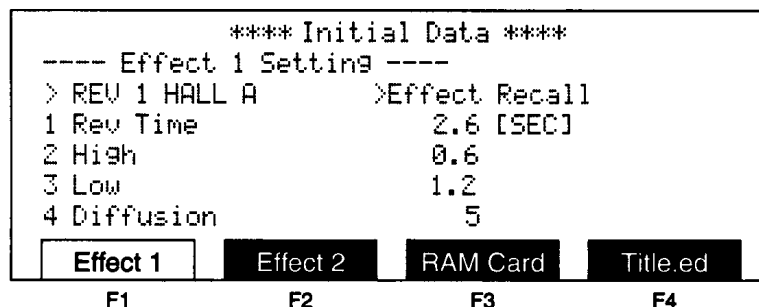 **** Initial Data ****
---- Effect 1 Setting ----
> REV 1 HALL A >Effect Recall
1 Rev Time 2.6 [SEC]
2 High 0.6
3 Low 1.2
4 Diffusion 5
Effect 1 Effect 2 RAM Card Title.ed
F1 F2 F3 F4